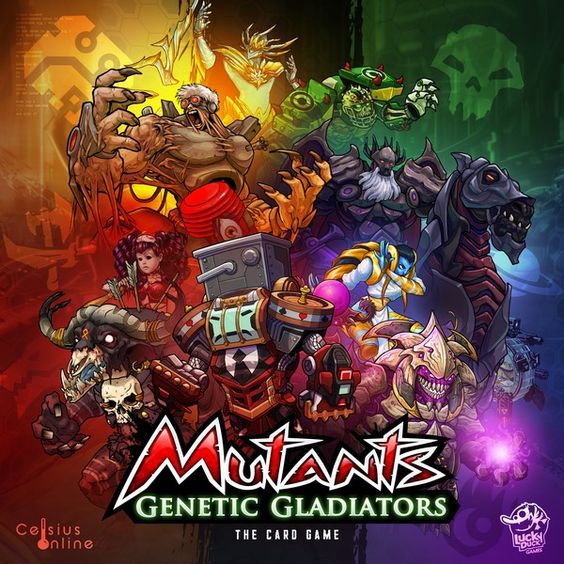 Mutants
GENETIC GLADIATORS
THE CARD GAME
Celsius
online
LUCKY
DUCK
GAMES